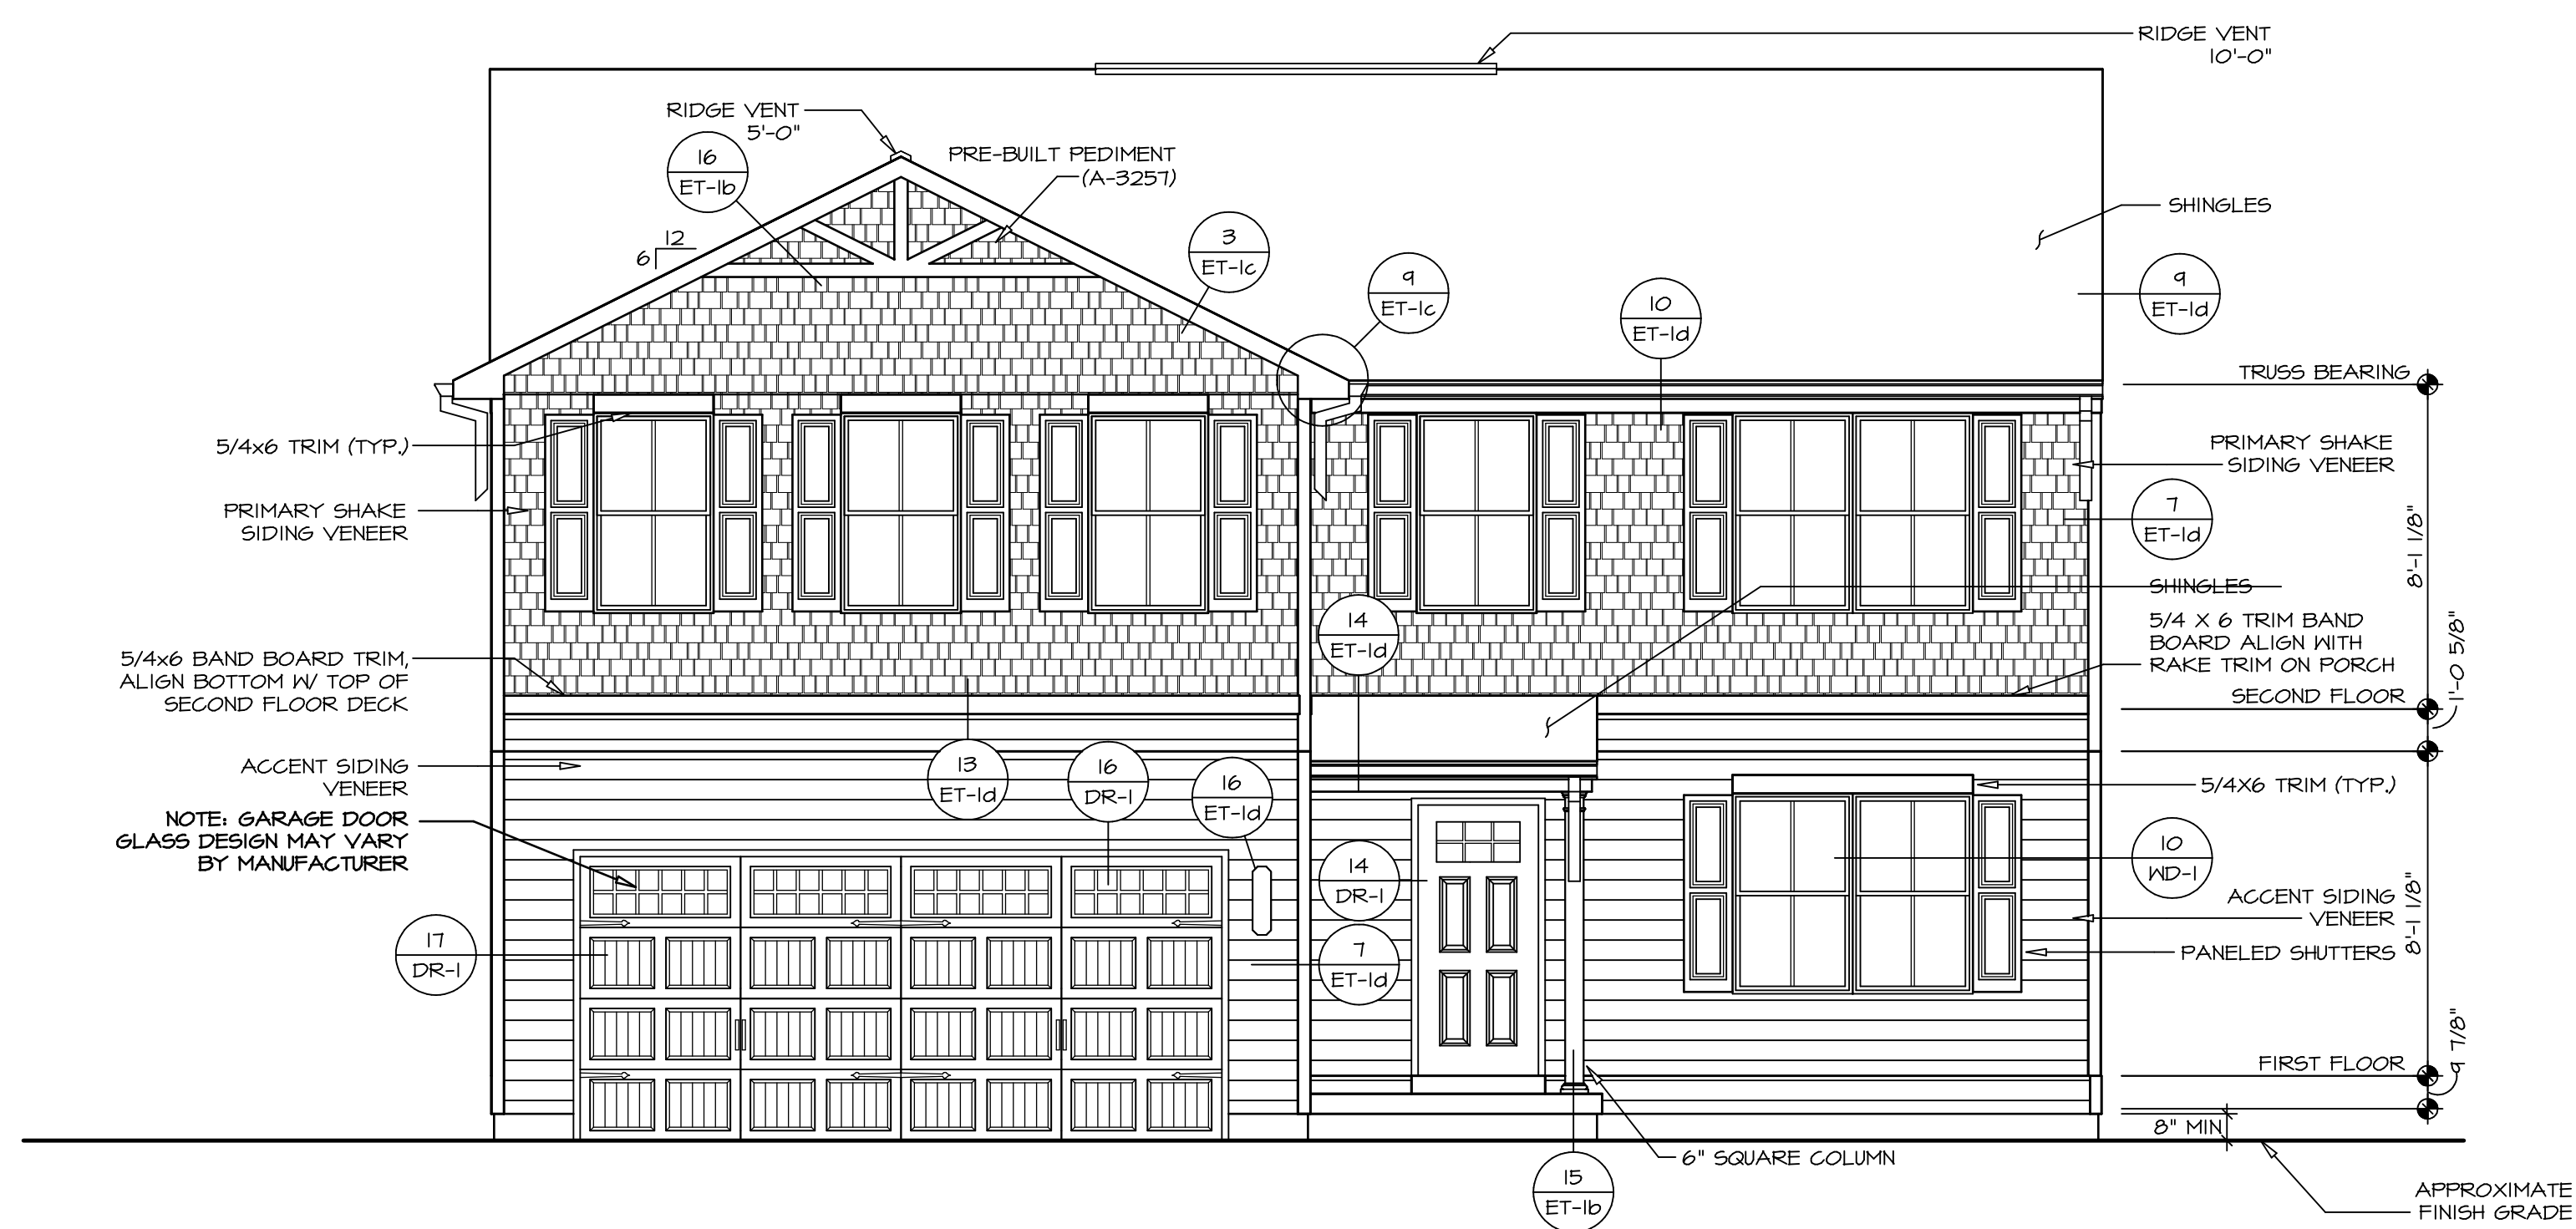 RIDGE VENT
10'-0"
RIDGE VENT
5'-0"
16
ET-1b
PRE-BUILT PEDIMENT
(A-3257)
12
6
3
ET-1c
9
ET-1c
10
ET-1d
SHINGLES
9
ET-1d
TRUSS BEARING
5/4x6 TRIM (TYP.)
PRIMARY SHAKE
SIDING VENEER
PRIMARY SHAKE
SIDING VENEER
7
ET-1d
8'-1 1/8"
SHINGLES
14
ET-1d
5/4 X 6 TRIM BAND
BOARD ALIGN WITH
RAKE TRIM ON PORCH
5/4x6 BAND BOARD TRIM,
ALIGN BOTTOM W/ TOP OF
SECOND FLOOR DECK
SECOND FLOOR
1'-0 5/8"
ACCENT SIDING
VENEER
13
ET-1d
16
DR-1
16
ET-1d
5/4X6 TRIM (TYP.)
NOTE: GARAGE DOOR
GLASS DESIGN MAY VARY
BY MANUFACTURER
14
DR-1
10
WD-1
ACCENT SIDING
VENEER
8'-1 1/8"
17
DR-1
7
ET-1d
PANELED SHUTTERS
FIRST FLOOR
9 7/8"
8" MIN
6" SQUARE COLUMN
15
ET-1b
APPROXIMATE
FINISH GRADE